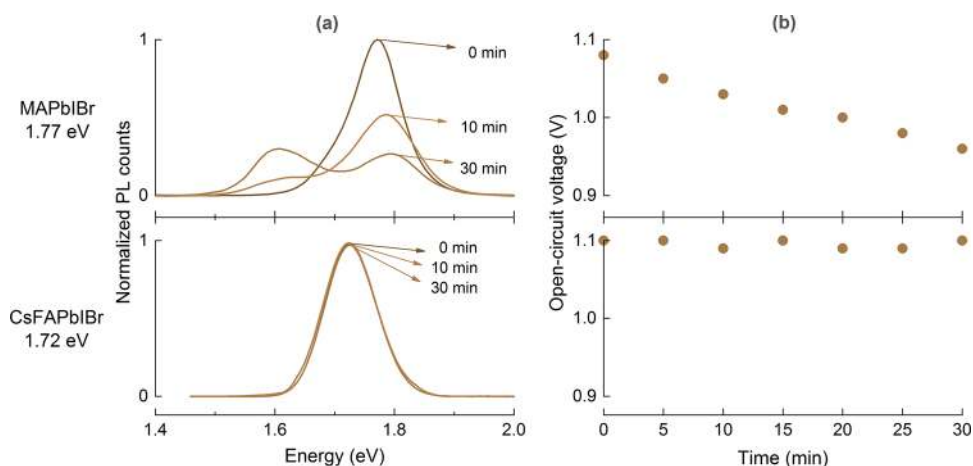 (a)
(b)
MAPbIBr
1.77 eV
CsFAPbIBr
1.72 eV
Normalized PL counts
1
0
0 min
10 min
30 min
1
0
0 min
10 min
30 min
1.4
1.6
1.8
2.0
Energy (eV)
Open-circuit voltage (V)
1.1
1.0
0.9
1.1
1.0
0.9
0
5
10
15
20
25
30
Time (min)